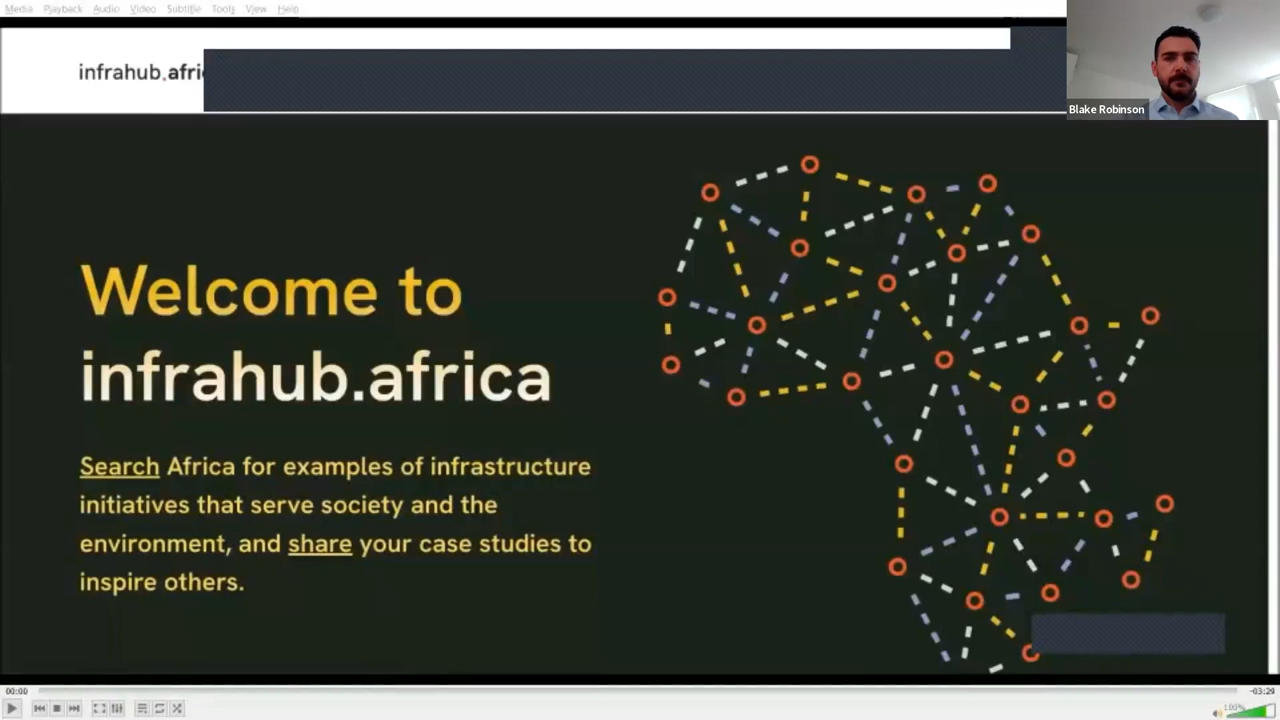 Media Playback Audio Video Subtitle Tools View Help
infrahub.afri
Blake Robinson
Welcome to
infrahub.africa
Search Africa for examples of infrastructure
initiatives that serve society and the
environment, and share your case studies to
inspire others.
00:00
-03:29
100%